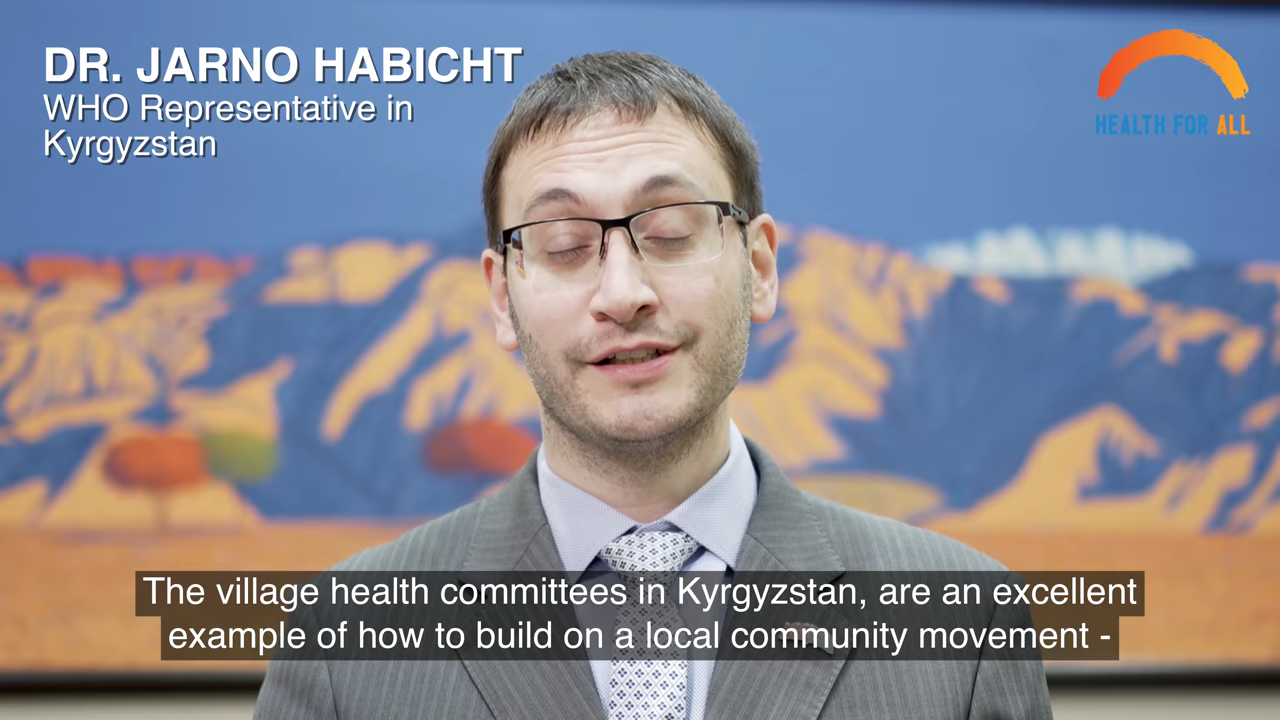 DR. JARNO HABICHT
WHO Representative in
Kyrgyzstan
HEALTH FOR ALL
The village health committees in Kyrgyzstan, are an excellent
example of how to build on a local community movement -